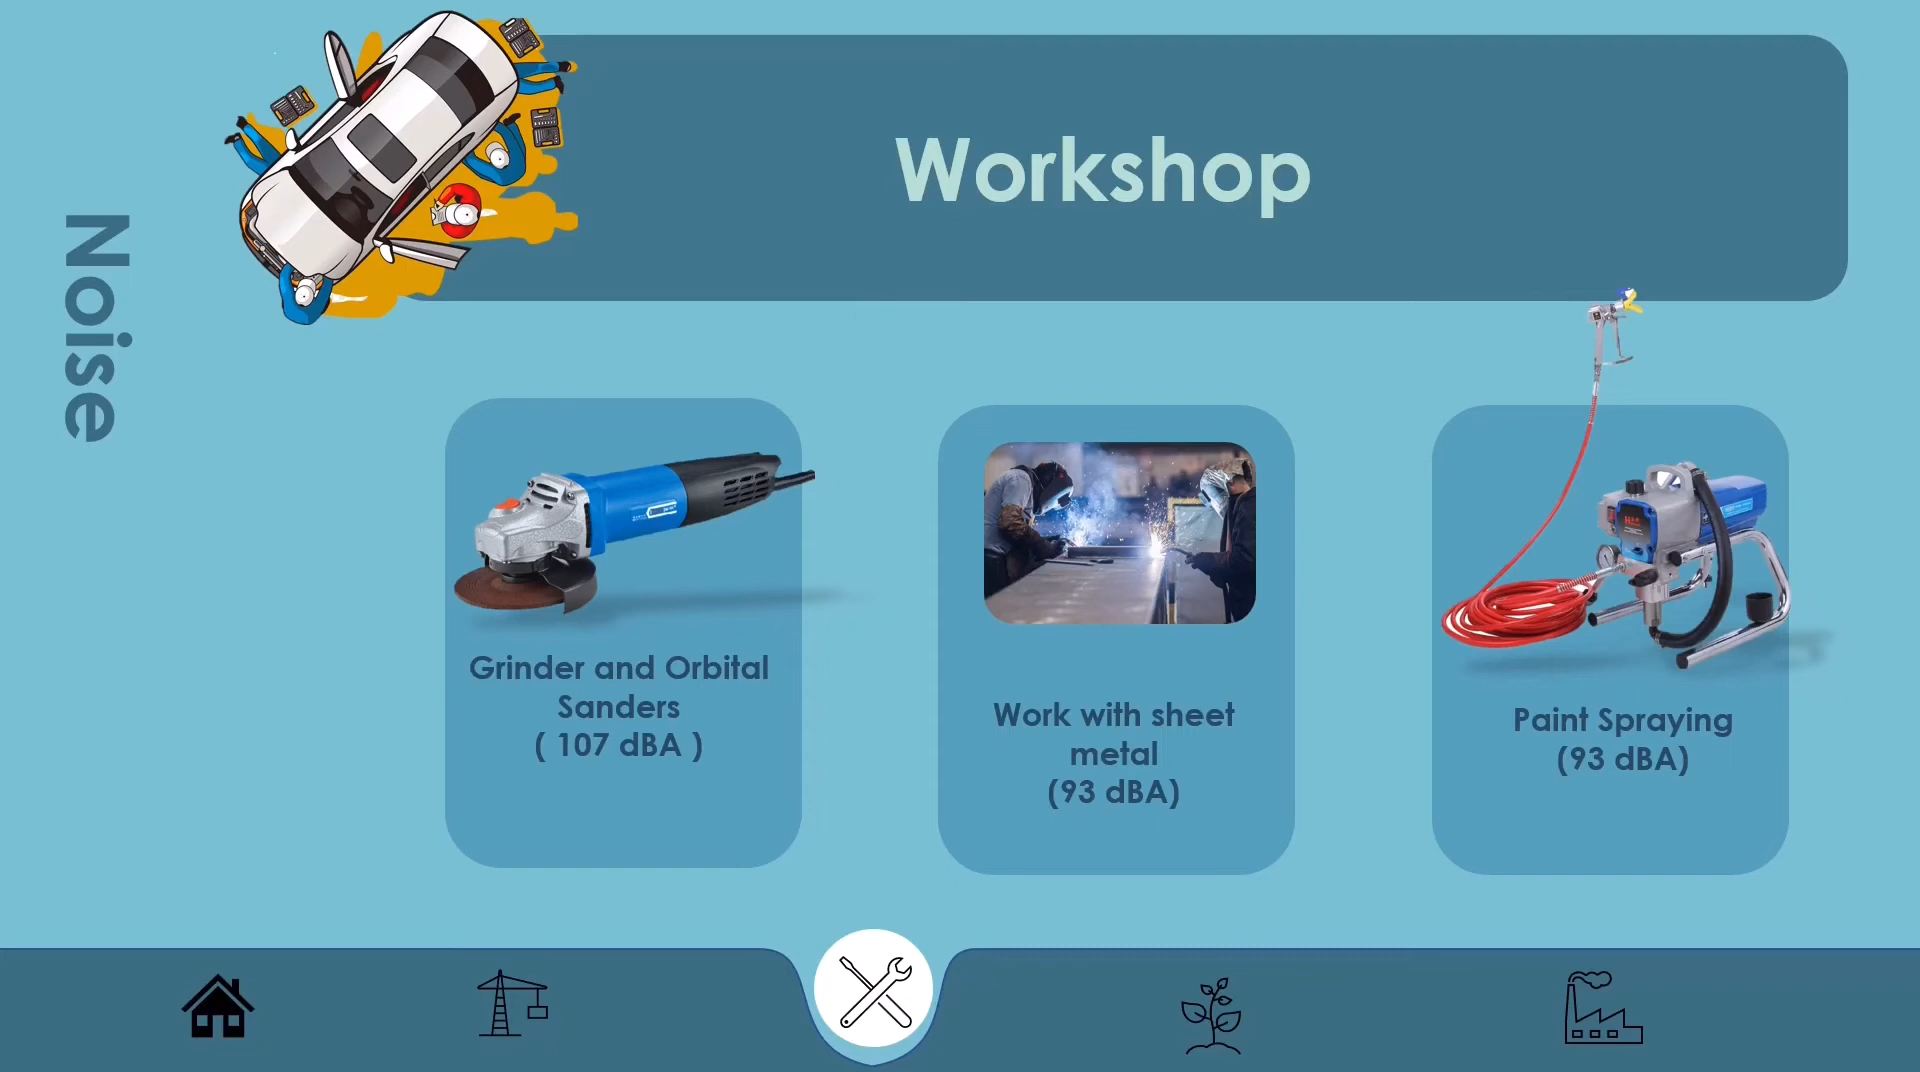 Workshop
Noise
Grinder and Orbital
Sanders
( 107 dBA )
Work with sheet
metal
(93 dBA)
Paint Spraying
(93 dBA)